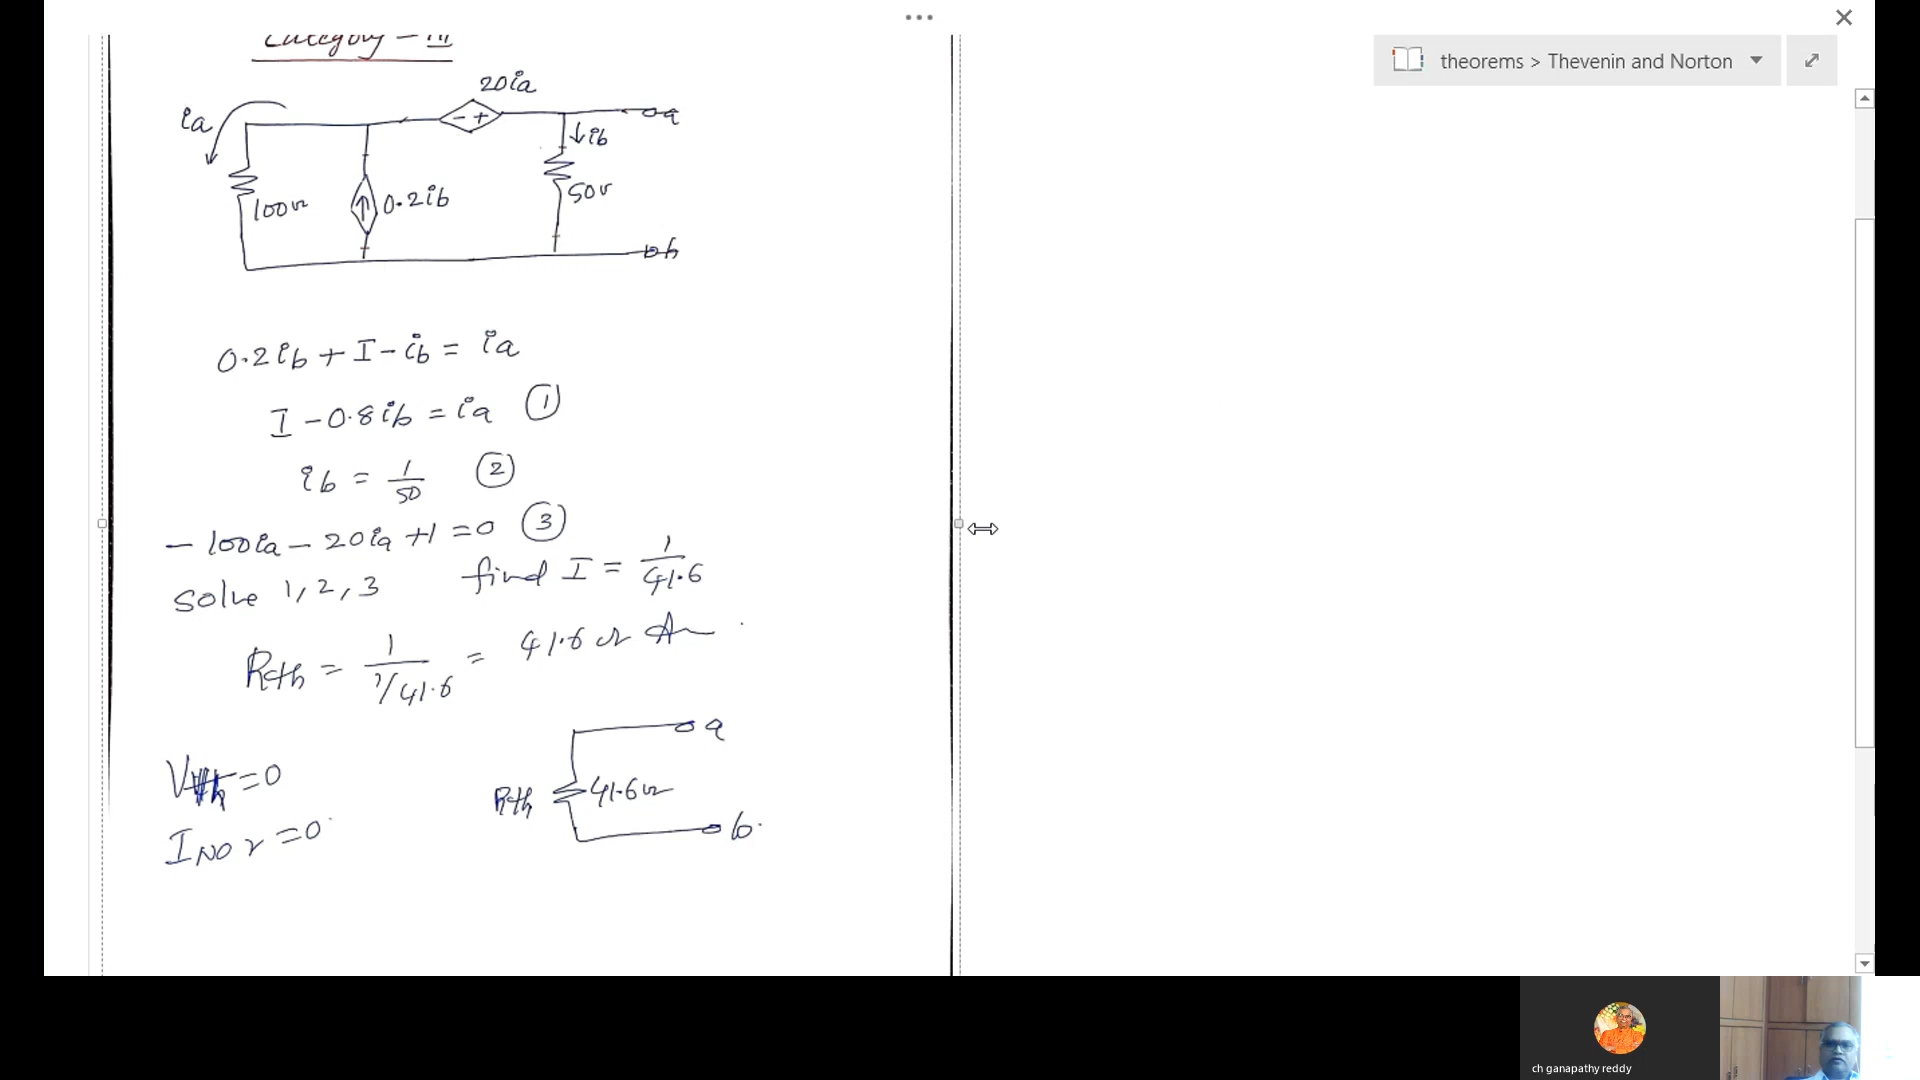 Category - III
theorems > Thevenin and Norton
20ia
ia
a
↓ib
100Ω
0.2ib
50Ω
b
0.2ib + I - ib = ia
I - 0.8ib = ia ①
ib = 1/50 ②
- 100ia - 20ia + 1 = 0 ③
solve 1, 2, 3 find I = 1/41.6
Rth = 1/(1/41.6) = 41.6Ω
Vth = 0
INor = 0
a
Rth 41.6Ω
b
ch ganapathy reddy